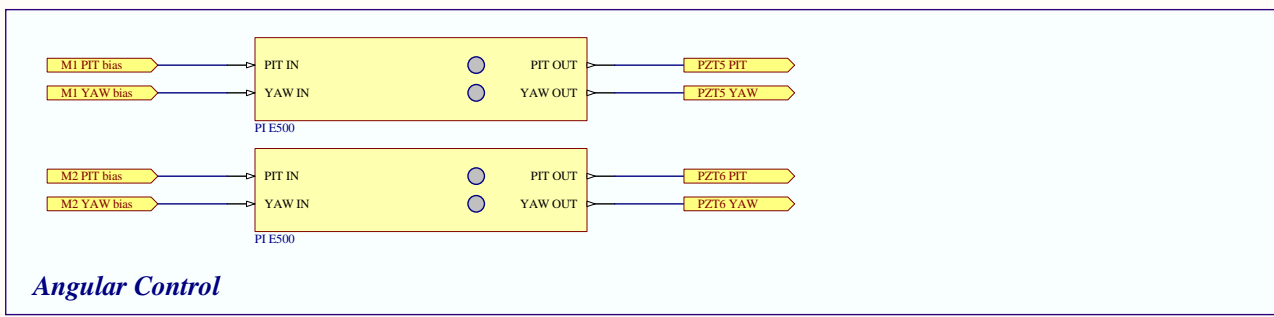 M1 PIT bias PIT IN PIT OUT PZT5 PIT
M1 YAW bias YAW IN YAW OUT PZT5 YAW
PI E500
M2 PIT bias PIT IN PIT OUT PZT6 PIT
M2 YAW bias YAW IN YAW OUT PZT6 YAW
PI E500
Angular Control